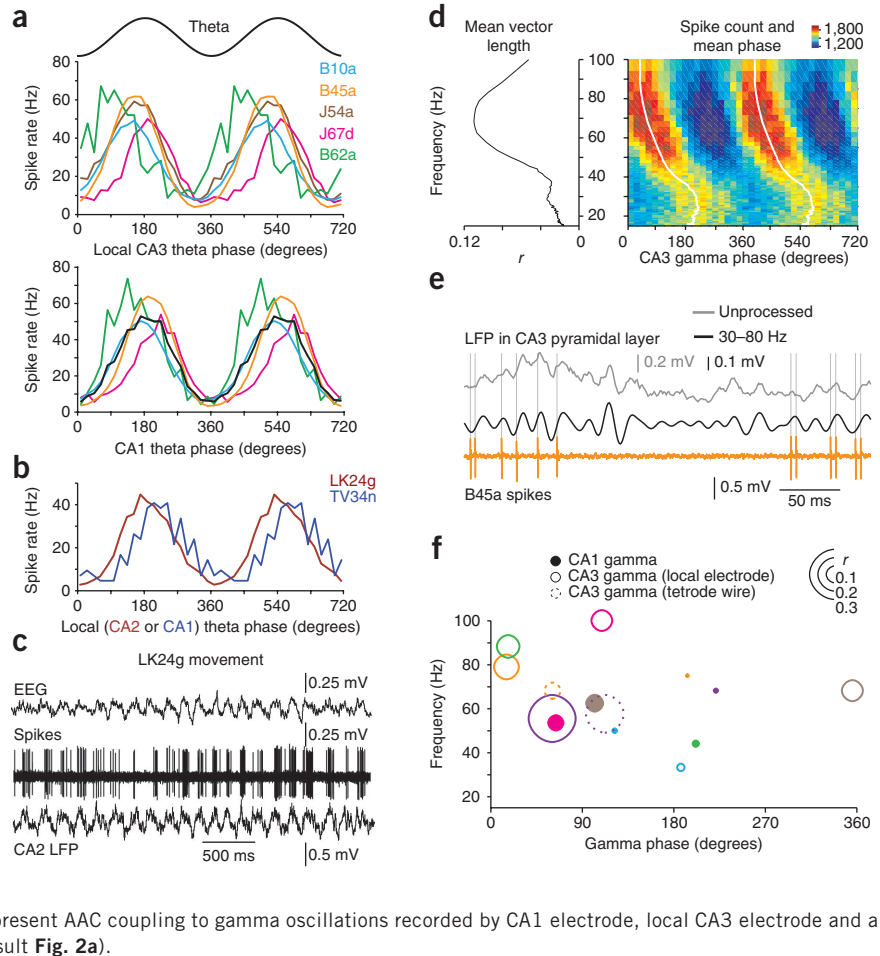 a
Theta
80
60
40
20
0
Spike rate (Hz)
B10a
B45a
J54a
J67d
B62a
0 180 360 540 720
Local CA3 theta phase (degrees)
80
60
40
20
0
Spike rate (Hz)
0 180 360 540 720
CA1 theta phase (degrees)
b
LK24g
TV34n
40
20
0
Spike rate (Hz)
0 180 360 540 720
Local (CA2 or CA1) theta phase (degrees)
c
LK24g movement
EEG
0.25 mV
Spikes
0.25 mV
CA2 LFP
500 ms
0.5 mV
d
Mean vector
length
Spike count and
mean phase
1,800
1,200
100
80
60
40
20
Frequency (Hz)
0.12 0
r
0 180 360 540 720
CA3 gamma phase (degrees)
e
Unprocessed
LFP in CA3 pyramidal layer
30–80 Hz
0.2 mV
0.1 mV
B45a spikes
0.5 mV
50 ms
f
CA1 gamma
CA3 gamma (local electrode)
CA3 gamma (tetrode wire)
r
0.1
0.2
0.3
100
80
60
40
20
Frequency (Hz)
0 90 180 270 360
Gamma phase (degrees)
present AAC coupling to gamma oscillations recorded by CA1 electrode, local CA3 electrode and a
sult Fig. 2a).